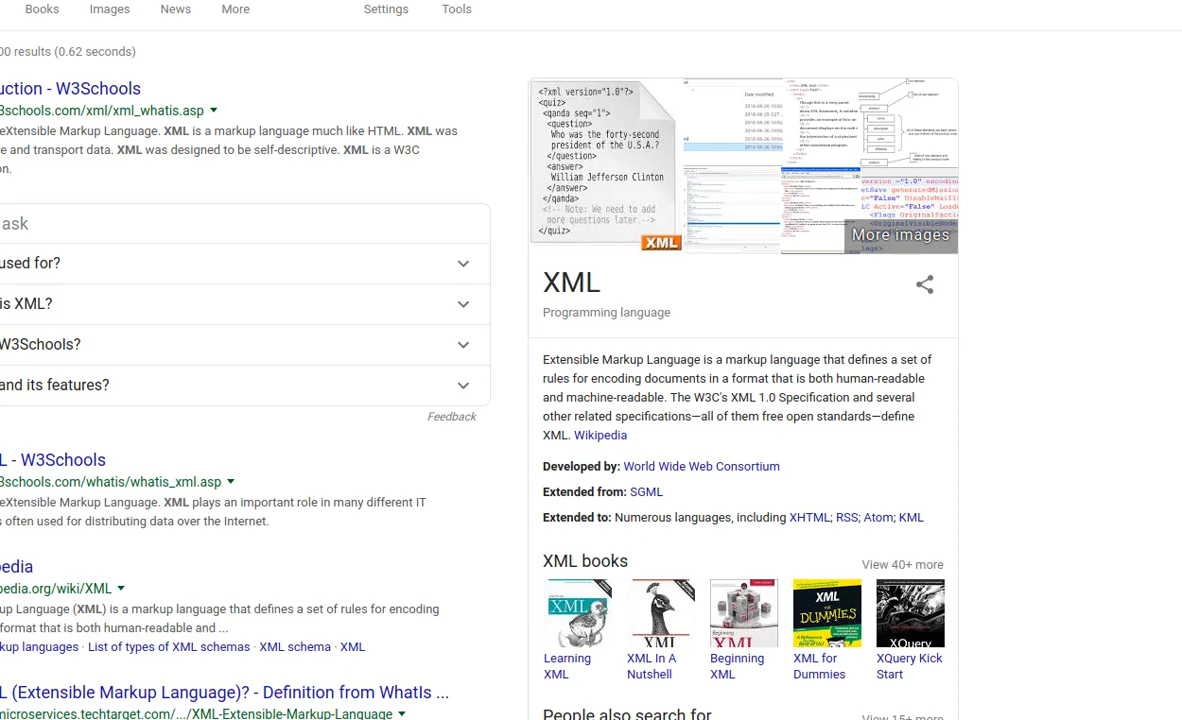 Books Images News More Settings Tools
00 results (0.62 seconds)
uction - W3Schools
3schools.com/xml/xml_whatis.asp
eXtensible Markup Language. XML is a markup language much like HTML. XML was
e and transport data. XML was designed to be self-descriptive. XML is a W3C
on.
ask
used for?
is XML?
W3Schools?
and its features?
Feedback
L - W3Schools
3schools.com/whatis/whatis_xml.asp
eXtensible Markup Language. XML plays an important role in many different IT
s often used for distributing data over the Internet.
pedia
pedia.org/wiki/XML
up Language (XML) is a markup language that defines a set of rules for encoding
format that is both human-readable and ...
kup languages · List of types of XML schemas · XML schema · XML
L (Extensible Markup Language)? - Definition from WhatIs ...
microservices.techtarget.com/.../XML-Extensible-Markup-Language
<?xml version="1.0"?>
<quiz>
<qanda seq="1">
<question>
Who was the forty-second
president of the U.S.A.?
</question>
<answer>
William Jefferson Clinton
</answer>
</qanda>
<!-- Note: We need to add
more questions later.-->
</quiz>
XML
Date modified
More images
XML
Programming language
Extensible Markup Language is a markup language that defines a set of
rules for encoding documents in a format that is both human-readable
and machine-readable. The W3C's XML 1.0 Specification and several
other related specifications—all of them free open standards—define
XML. Wikipedia
Developed by: World Wide Web Consortium
Extended from: SGML
Extended to: Numerous languages, including XHTML; RSS; Atom; KML
XML books
View 40+ more
Learning
XML
XML In A
Nutshell
Beginning
XML
XML for
Dummies
XQuery Kick
Start
People also search for
View 15+ more